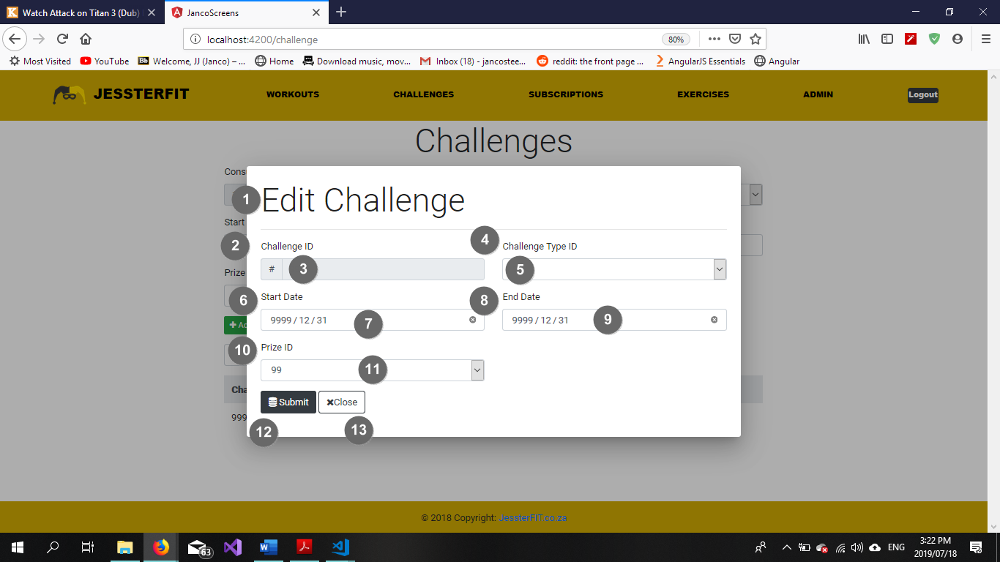 Watch Attack on Titan 3 (Dub)
JancoScreens
localhost:4200/challenge
80%
Most Visited
YouTube
Bb Welcome, JJ (Janco) – ...
Home
Download music, mov...
Inbox (18) - jancostee...
reddit: the front page ...
AngularJS Essentials
Angular
JESSTERFIT
WORKOUTS
CHALLENGES
SUBSCRIPTIONS
EXERCISES
ADMIN
Logout
Challenges
Cons
1 Edit Challenge
Start
2 Challenge ID
4 Challenge Type ID
# 3
5
Prize
6 Start Date
8 End Date
9999 / 12 / 31 7
9999 / 12 / 31 9
Ad
10 Prize ID
99 11
Cha
Submit
Close
999
12
13
© 2018 Copyright: JessterFIT.co.za
63
ENG
3:22 PM
2019/07/18